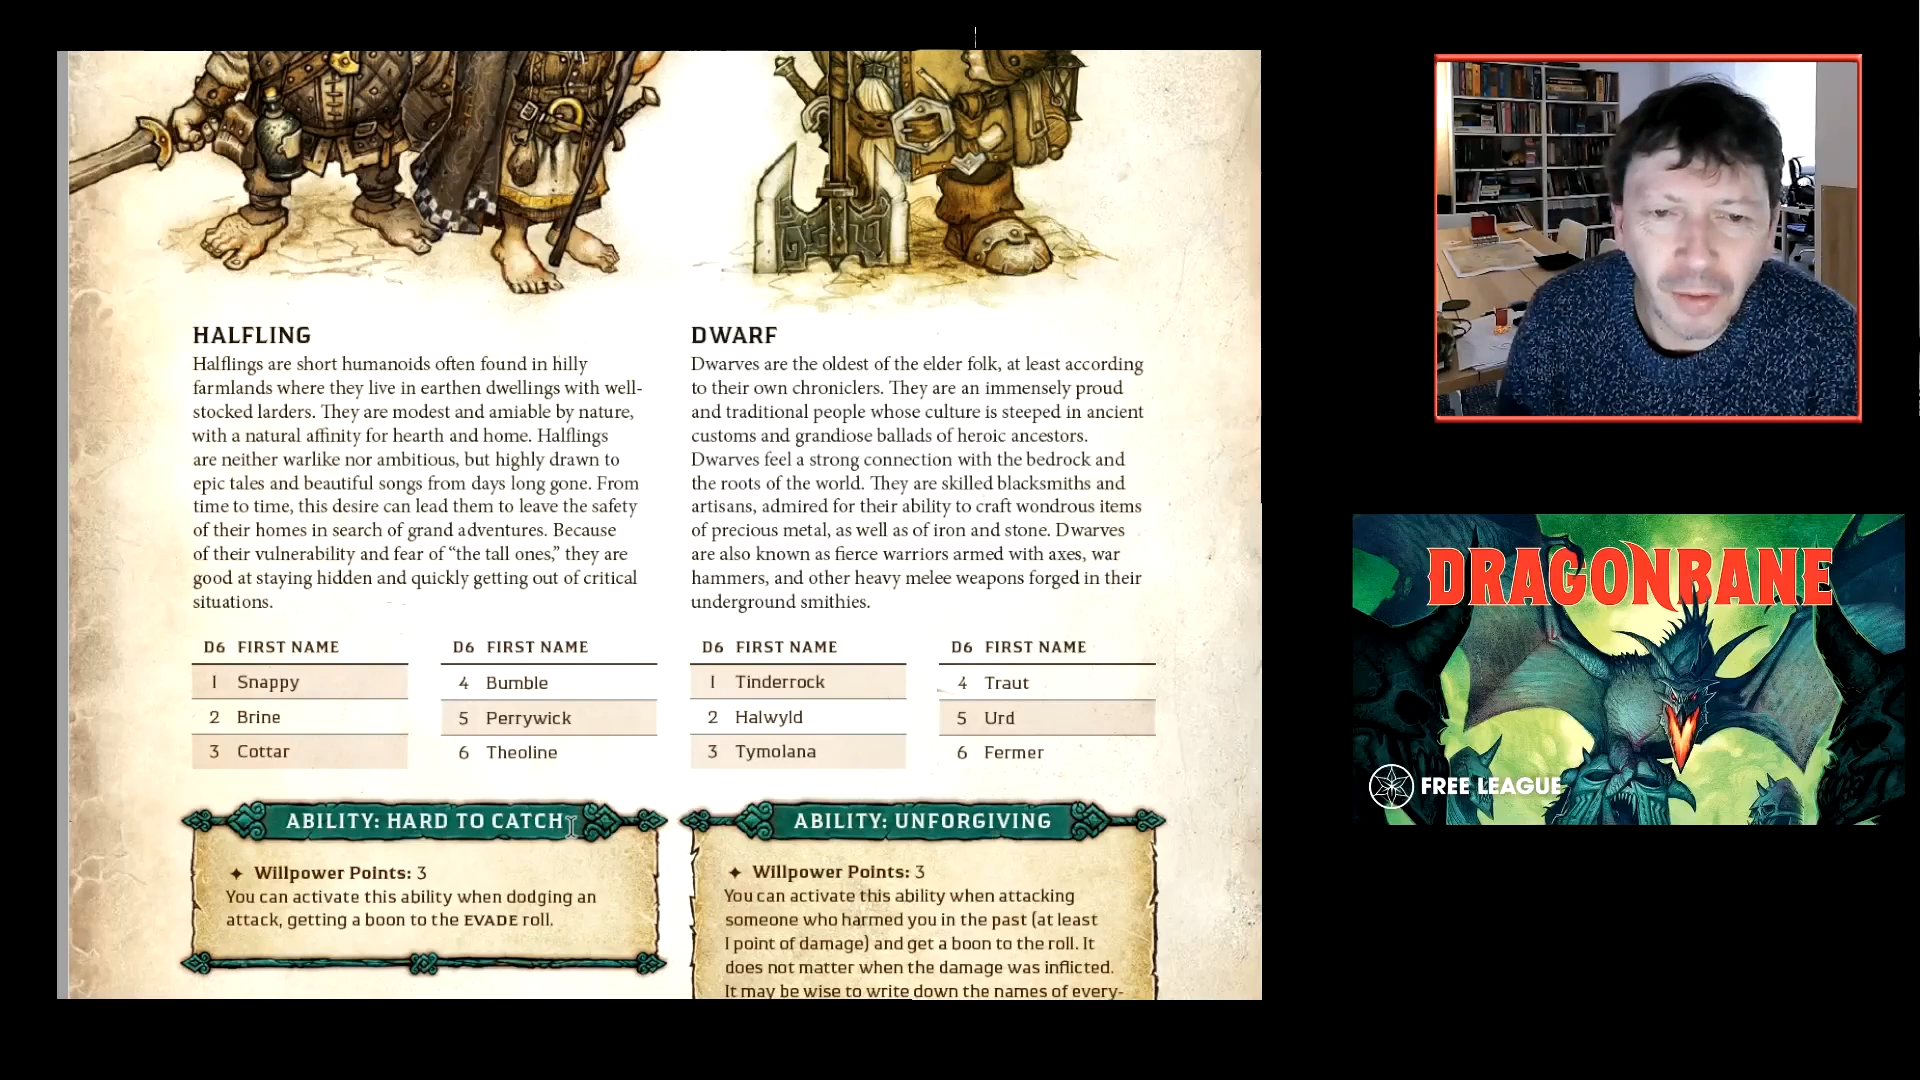 HALFLING
Halflings are short humanoids often found in hilly
farmlands where they live in earthen dwellings with well-
stocked larders. They are modest and amiable by nature,
with a natural affinity for hearth and home. Halflings
are neither warlike nor ambitious, but highly drawn to
epic tales and beautiful songs from days long gone. From
time to time, this desire can lead them to leave the safety
of their homes in search of grand adventures. Because
of their vulnerability and fear of “the tall ones,” they are
good at staying hidden and quickly getting out of critical
situations.
D6 FIRST NAME
1 Snappy
2 Brine
3 Cottar
D6 FIRST NAME
4 Bumble
5 Perrywick
6 Theoline
ABILITY: HARD TO CATCH
✦ Willpower Points: 3
You can activate this ability when dodging an
attack, getting a boon to the EVADE roll.
DWARF
Dwarves are the oldest of the elder folk, at least according
to their own chroniclers. They are an immensely proud
and traditional people whose culture is steeped in ancient
customs and grandiose ballads of heroic ancestors.
Dwarves feel a strong connection with the bedrock and
the roots of the world. They are skilled blacksmiths and
artisans, admired for their ability to craft wondrous items
of precious metal, as well as of iron and stone. Dwarves
are also known as fierce warriors armed with axes, war
hammers, and other heavy melee weapons forged in their
underground smithies.
D6 FIRST NAME
1 Tinderrock
2 Halwyld
3 Tymolana
D6 FIRST NAME
4 Traut
5 Urd
6 Fermer
ABILITY: UNFORGIVING
✦ Willpower Points: 3
You can activate this ability when attacking
someone who harmed you in the past (at least
1 point of damage) and get a boon to the roll. It
does not matter when the damage was inflicted.
It may be wise to write down the names of every-
DRAGONBANE
FREE LEAGUE